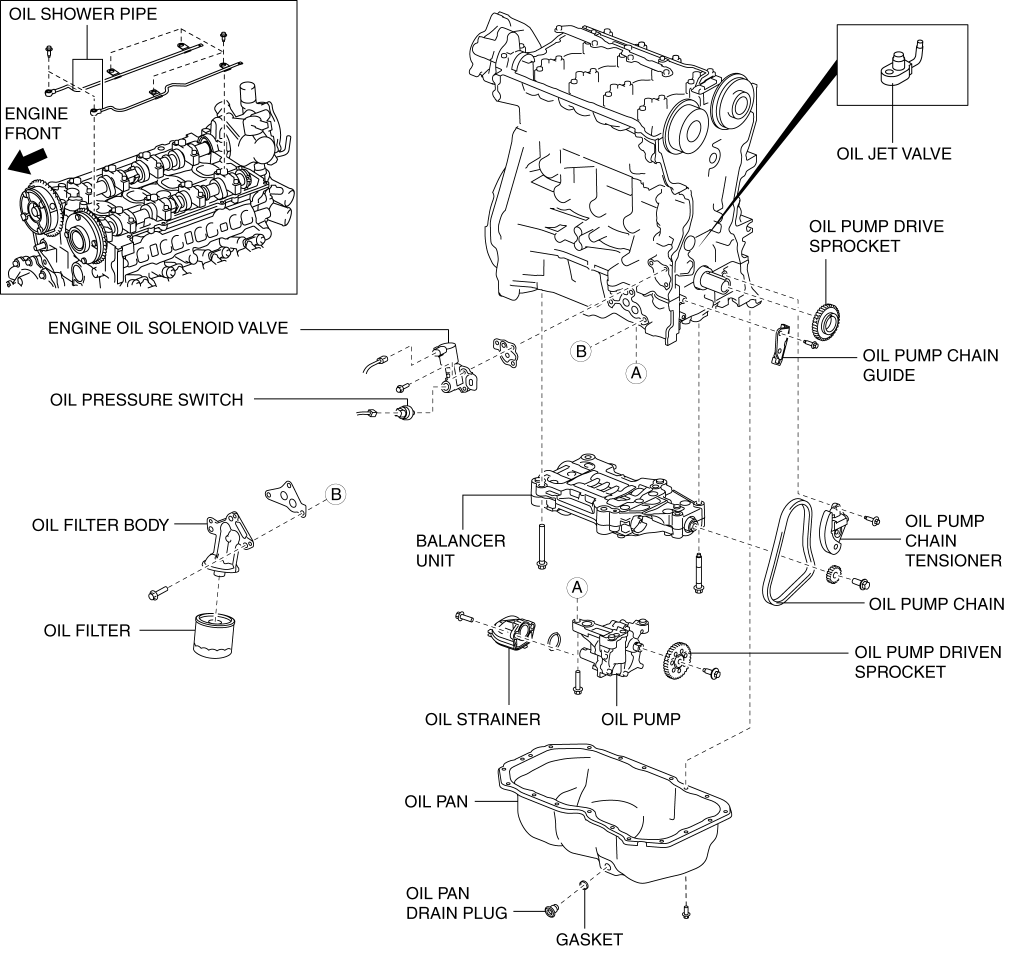 OIL SHOWER PIPE
ENGINE
FRONT
OIL JET VALVE
OIL PUMP DRIVE
SPROCKET
ENGINE OIL SOLENOID VALVE
B
A
OIL PUMP CHAIN
GUIDE
OIL PRESSURE SWITCH
B
OIL FILTER BODY
BALANCER
UNIT
OIL PUMP
CHAIN
TENSIONER
A
OIL PUMP CHAIN
OIL FILTER
OIL PUMP DRIVEN
SPROCKET
OIL STRAINER
OIL PUMP
OIL PAN
OIL PAN
DRAIN PLUG
GASKET